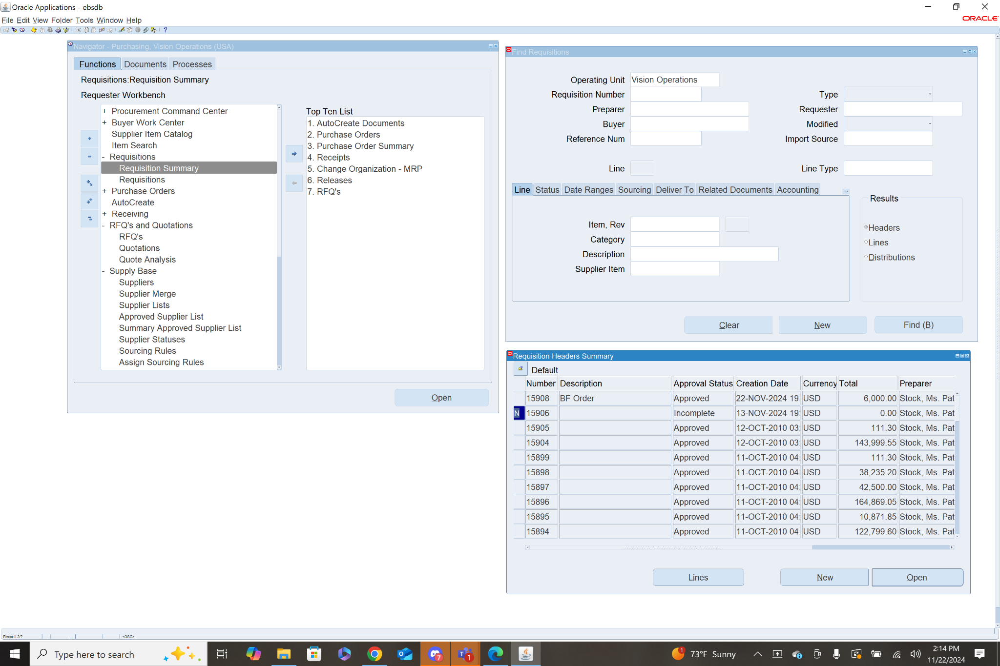 Oracle Applications - ebsdb
File Edit View Folder Tools Window Help
ORACLE
Navigator - Purchasing, Vision Operations (USA)
Functions Documents Processes
Requisitions:Requisition Summary
Requester Workbench
+ Procurement Command Center
+ Buyer Work Center
Supplier Item Catalog
Item Search
- Requisitions
Requisition Summary
Requisitions
+ Purchase Orders
AutoCreate
+ Receiving
- RFQ's and Quotations
RFQ's
Quotations
Quote Analysis
- Supply Base
Suppliers
Supplier Merge
Supplier Lists
Approved Supplier List
Summary Approved Supplier List
Supplier Statuses
Sourcing Rules
Assign Sourcing Rules
Top Ten List
1. AutoCreate Documents
2. Purchase Orders
3. Purchase Order Summary
4. Receipts
5. Change Organization - MRP
6. Releases
7. RFQ's
Open
Find Requisitions
Operating Unit Vision Operations
Requisition Number Type
Preparer Requester
Buyer Modified
Reference Num Import Source
Line Line Type
Line Status Date Ranges Sourcing Deliver To Related Documents Accounting
Item, Rev
Category
Description
Supplier Item
Results
Headers
Lines
Distributions
Clear New Find (B)
Requisition Headers Summary
Default
Number Description Approval Status Creation Date Currency Total Preparer
15908 BF Order Approved 22-NOV-2024 19: USD 6,000.00 Stock, Ms. Pat
N 15906 Incomplete 13-NOV-2024 19: USD 0.00 Stock, Ms. Pat
15905 Approved 12-OCT-2010 03: USD 111.30 Stock, Ms. Pat
15904 Approved 12-OCT-2010 03: USD 143,999.55 Stock, Ms. Pat
15899 Approved 11-OCT-2010 04: USD 111.30 Stock, Ms. Pat
15898 Approved 11-OCT-2010 04: USD 38,235.20 Stock, Ms. Pat
15897 Approved 11-OCT-2010 04: USD 42,500.00 Stock, Ms. Pat
15896 Approved 11-OCT-2010 04: USD 164,869.05 Stock, Ms. Pat
15895 Approved 11-OCT-2010 04: USD 10,871.85 Stock, Ms. Pat
15894 Approved 11-OCT-2010 04: USD 122,799.60 Stock, Ms. Pat
Lines New Open
Record: 2/? ... <OSC>
Type here to search
7
1
1
73°F Sunny
2:14 PM
11/22/2024